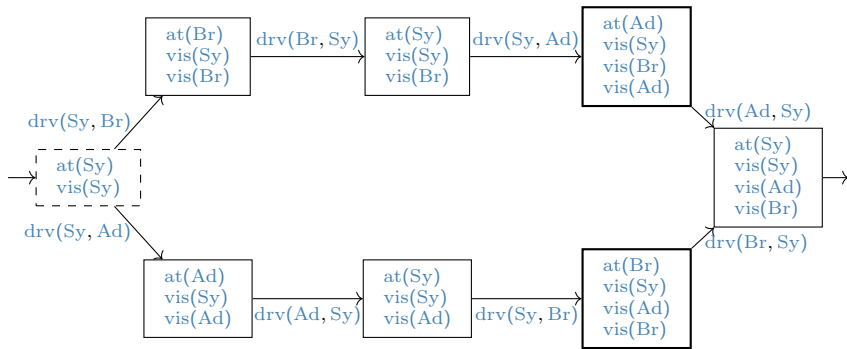 at(Br)
vis(Sy)
vis(Br)
drv(Br, Sy)
at(Sy)
vis(Sy)
vis(Br)
drv(Sy, Ad)
at(Ad)
vis(Sy)
vis(Br)
vis(Ad)
drv(Sy, Br)
drv(Ad, Sy)
at(Sy)
vis(Sy)
at(Sy)
vis(Sy)
vis(Ad)
vis(Br)
drv(Sy, Ad)
drv(Br, Sy)
at(Ad)
vis(Sy)
vis(Ad)
drv(Ad, Sy)
at(Sy)
vis(Sy)
vis(Ad)
drv(Sy, Br)
at(Br)
vis(Sy)
vis(Ad)
vis(Br)